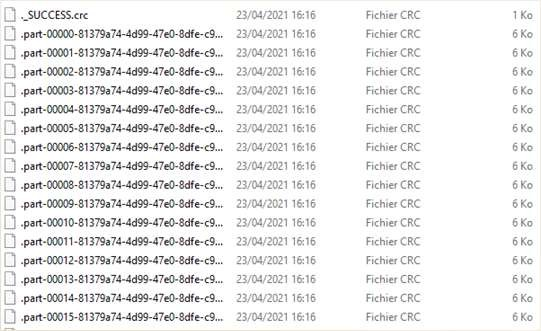 ._SUCCESS.crc 23/04/2021 16:16 Fichier CRC 1 Ko
.part-00000-81379a74-4d99-47e0-8dfe-c9... 23/04/2021 16:16 Fichier CRC 6 Ko
.part-00001-81379a74-4d99-47e0-8dfe-c9... 23/04/2021 16:16 Fichier CRC 6 Ko
.part-00002-81379a74-4d99-47e0-8dfe-c9... 23/04/2021 16:16 Fichier CRC 6 Ko
.part-00003-81379a74-4d99-47e0-8dfe-c9... 23/04/2021 16:16 Fichier CRC 6 Ko
.part-00004-81379a74-4d99-47e0-8dfe-c9... 23/04/2021 16:16 Fichier CRC 6 Ko
.part-00005-81379a74-4d99-47e0-8dfe-c9... 23/04/2021 16:16 Fichier CRC 6 Ko
.part-00006-81379a74-4d99-47e0-8dfe-c9... 23/04/2021 16:16 Fichier CRC 6 Ko
.part-00007-81379a74-4d99-47e0-8dfe-c9... 23/04/2021 16:16 Fichier CRC 6 Ko
.part-00008-81379a74-4d99-47e0-8dfe-c9... 23/04/2021 16:16 Fichier CRC 6 Ko
.part-00009-81379a74-4d99-47e0-8dfe-c9... 23/04/2021 16:16 Fichier CRC 6 Ko
.part-00010-81379a74-4d99-47e0-8dfe-c9... 23/04/2021 16:16 Fichier CRC 6 Ko
.part-00011-81379a74-4d99-47e0-8dfe-c9... 23/04/2021 16:16 Fichier CRC 6 Ko
.part-00012-81379a74-4d99-47e0-8dfe-c9... 23/04/2021 16:16 Fichier CRC 6 Ko
.part-00013-81379a74-4d99-47e0-8dfe-c9... 23/04/2021 16:16 Fichier CRC 6 Ko
.part-00014-81379a74-4d99-47e0-8dfe-c9... 23/04/2021 16:16 Fichier CRC 6 Ko
.part-00015-81379a74-4d99-47e0-8dfe-c9... 23/04/2021 16:16 Fichier CRC 6 Ko